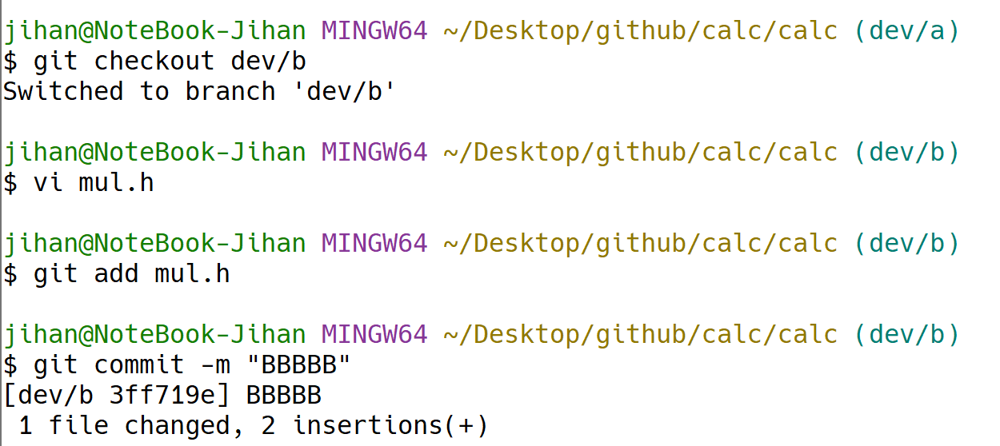 jihan@NoteBook-Jihan MINGW64 ~/Desktop/github/calc/calc (dev/a)
$ git checkout dev/b
Switched to branch 'dev/b'
jihan@NoteBook-Jihan MINGW64 ~/Desktop/github/calc/calc (dev/b)
$ vi mul.h
jihan@NoteBook-Jihan MINGW64 ~/Desktop/github/calc/calc (dev/b)
$ git add mul.h
jihan@NoteBook-Jihan MINGW64 ~/Desktop/github/calc/calc (dev/b)
$ git commit -m "BBBBB"
[dev/b 3ff719e] BBBBB
 1 file changed, 2 insertions(+)